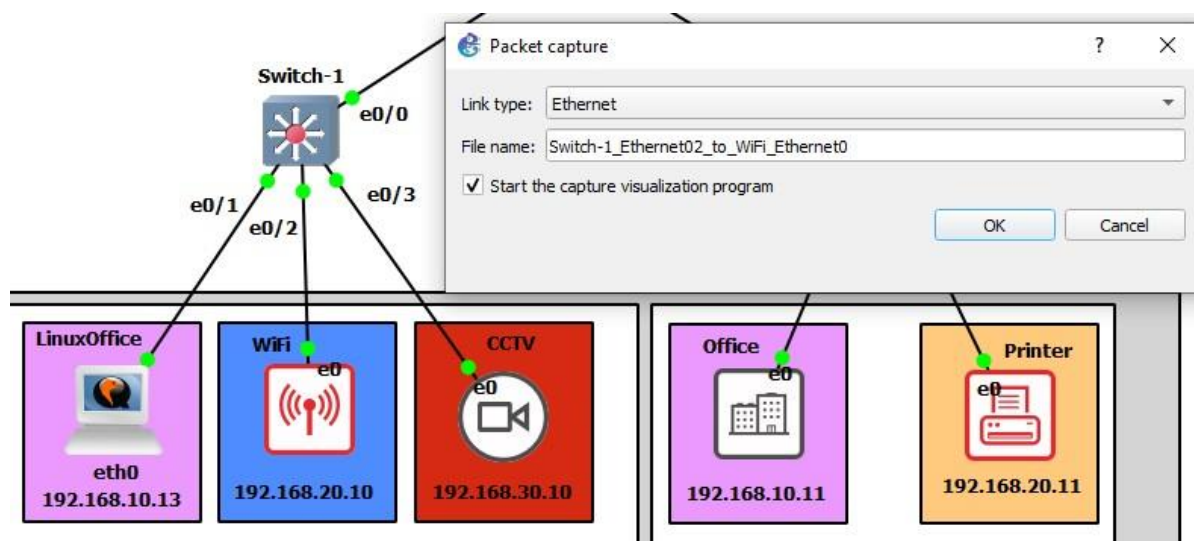 Packet capture
?
Link type:
Ethernet
File name:
Switch-1_Ethernet02_to_WiFi_Ethernet0
Start the capture visualization program
OK
Cancel
Switch-1
e0/0
e0/1
e0/2
e0/3
LinuxOffice
eth0
192.168.10.13
WiFi
e0
192.168.20.10
CCTV
e0
192.168.30.10
Office
e0
192.168.10.11
Printer
e0
192.168.20.11